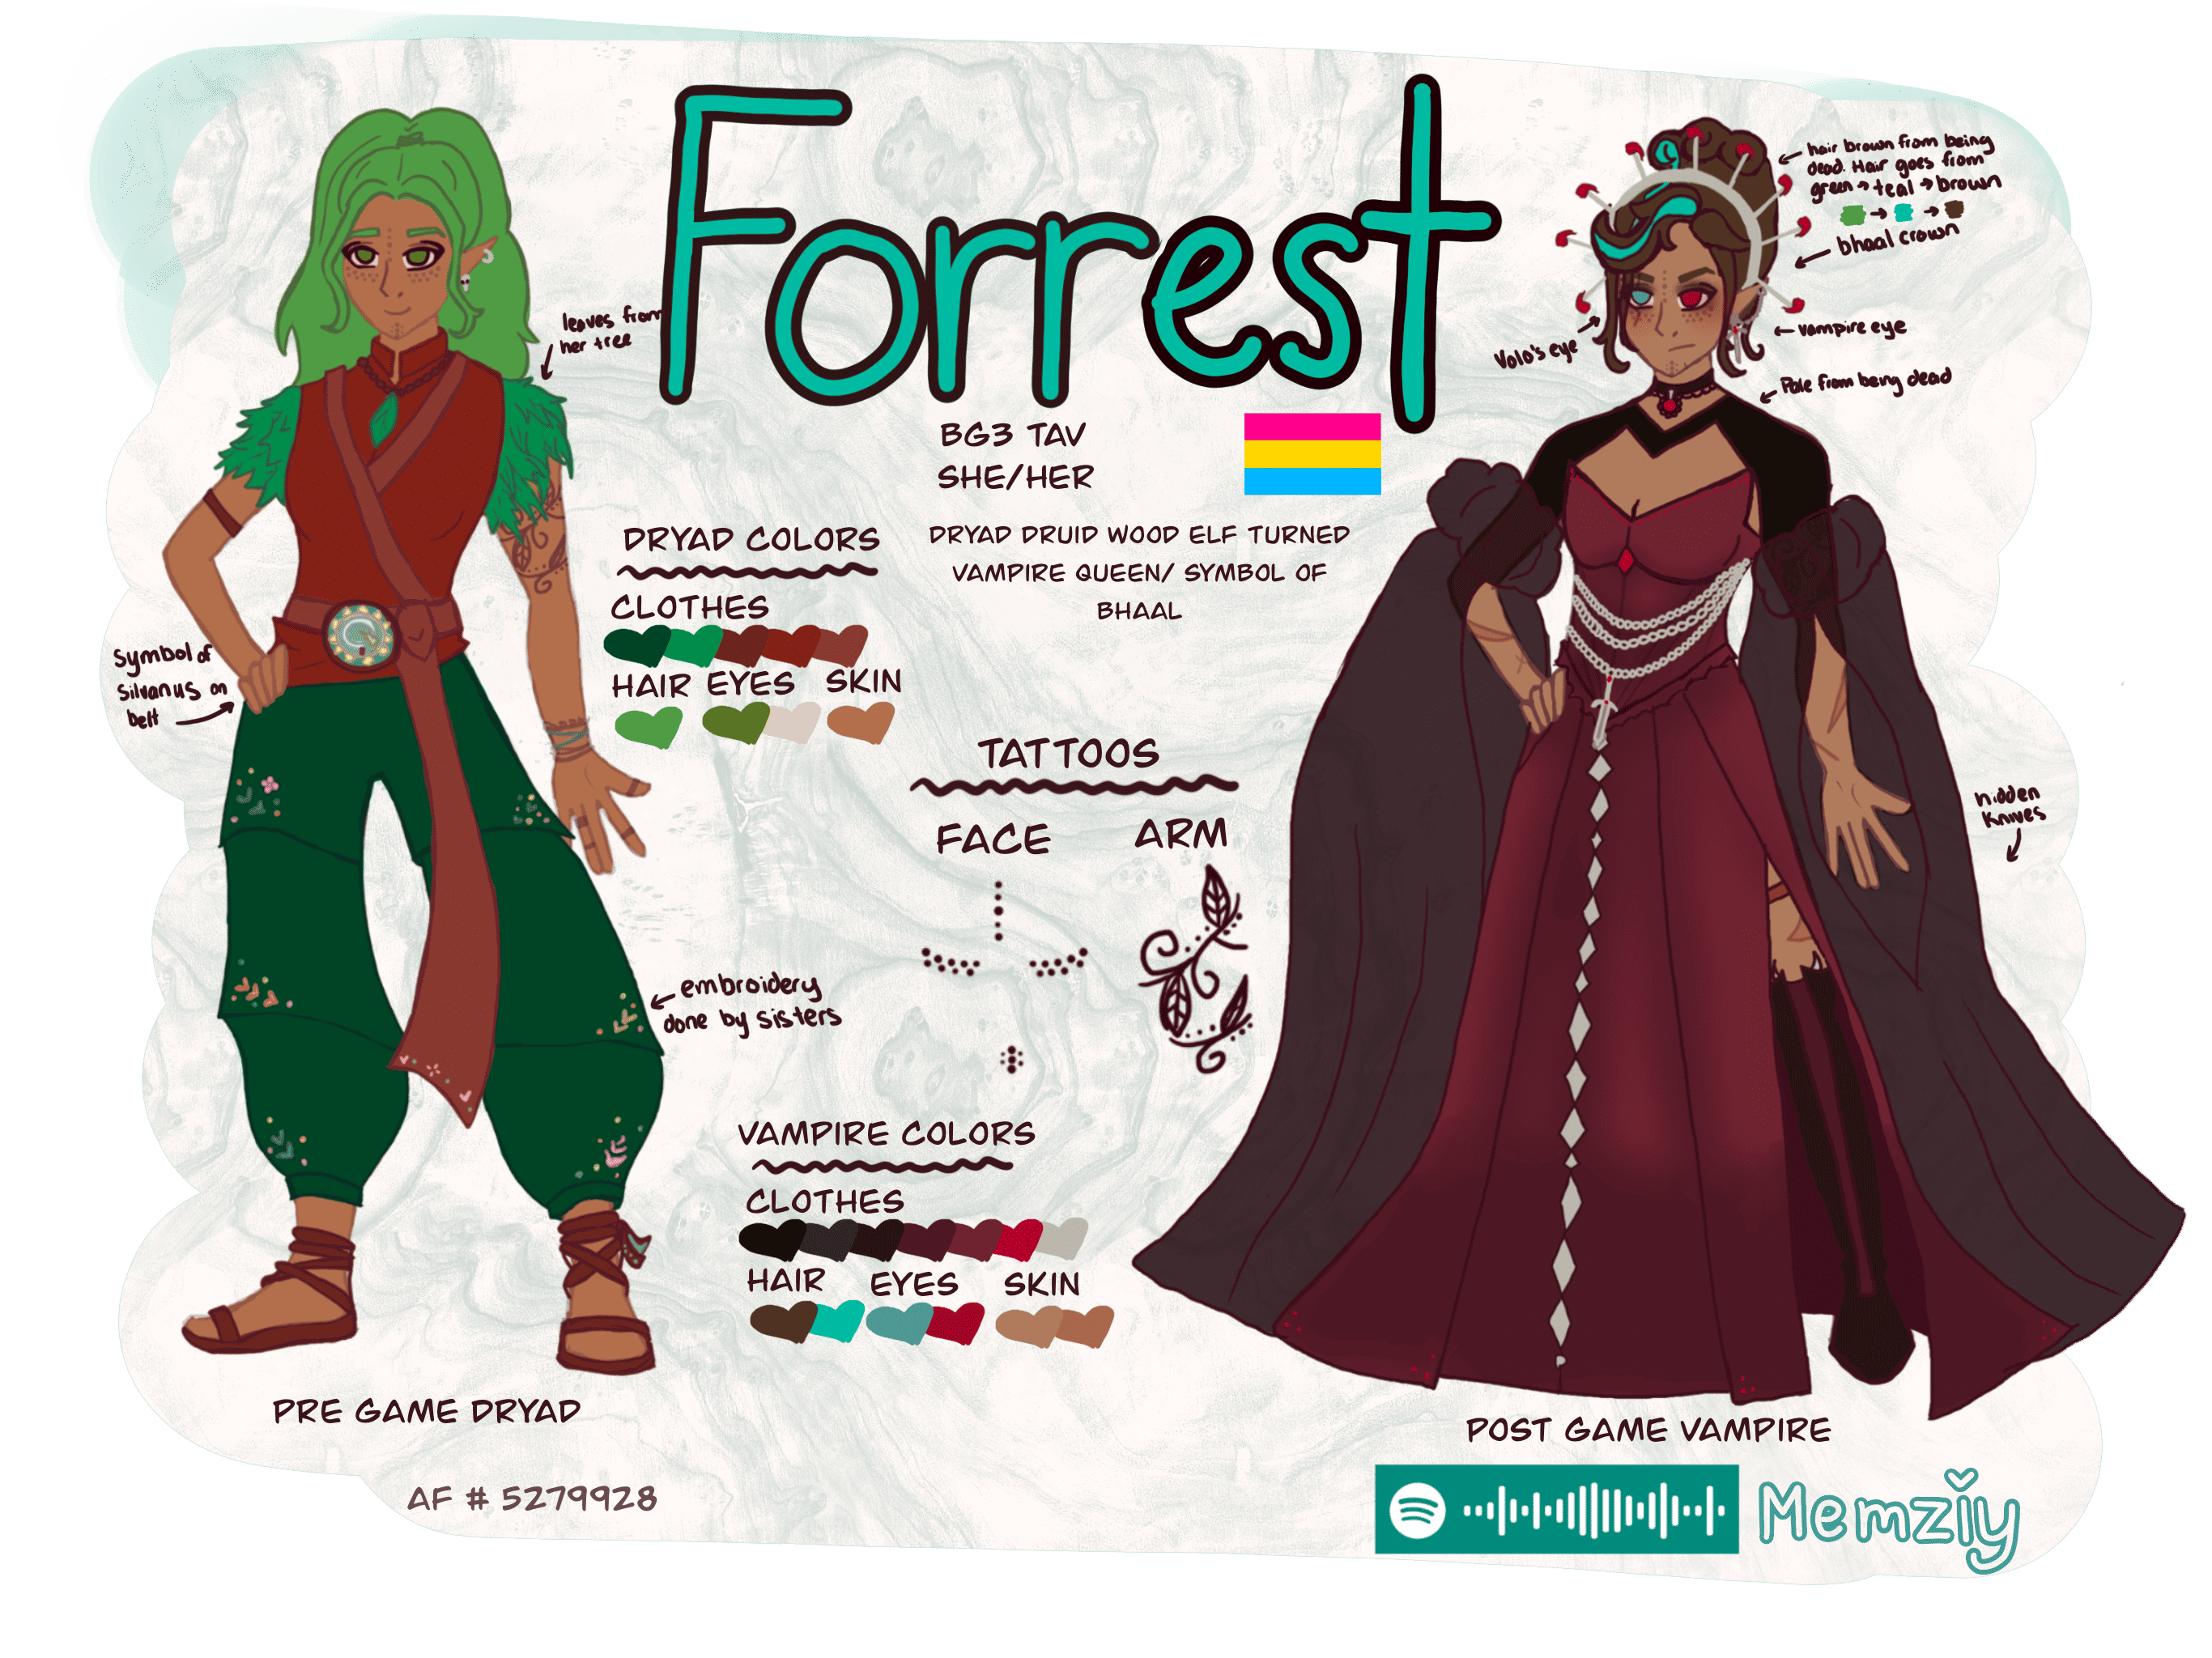 Forrest
BG3 TAV
SHE/HER
DRYAD DRUID WOOD ELF TURNED
VAMPIRE QUEEN/ SYMBOL OF
BHAAL
leaves from
her tree
Symbol of
Silvanus on
belt
embroidery
done by sisters
DRYAD COLORS
CLOTHES
HAIR EYES SKIN
TATTOOS
FACE ARM
VAMPIRE COLORS
CLOTHES
HAIR EYES SKIN
hair brown from being
dead. Hair goes from
green → teal → brown
→ →
bhaal crown
Volo's eye
vampire eye
Pale from being dead
hidden
knives
PRE GAME DRYAD
POST GAME VAMPIRE
AF # 5279928
Memziy